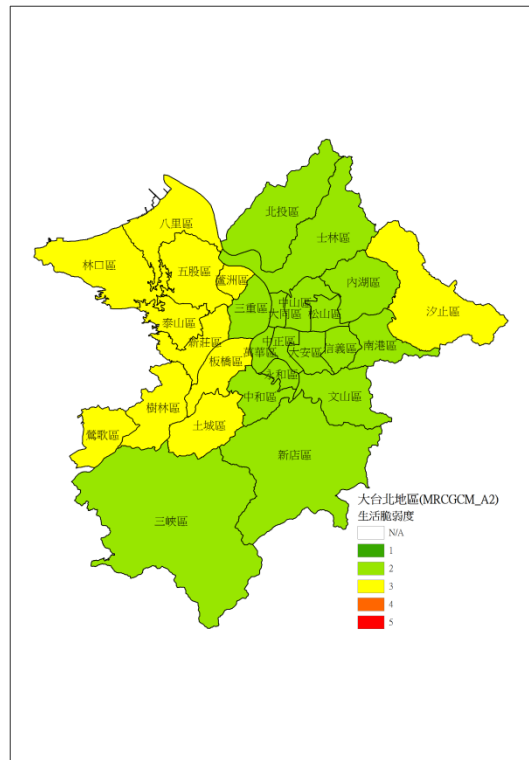 北投區
士林區
八里區
林口區
五股區
蘆洲區
內湖區
汐止區
三重區
中山區
大同區
松山區
泰山區
新莊區
中正區
萬華區
大安區
信義區
南港區
板橋區
永和區
中和區
文山區
樹林區
土城區
鶯歌區
新店區
三峽區
大台北地區(MRCGCM_A2)
生活脆弱度
N/A
1
2
3
4
5